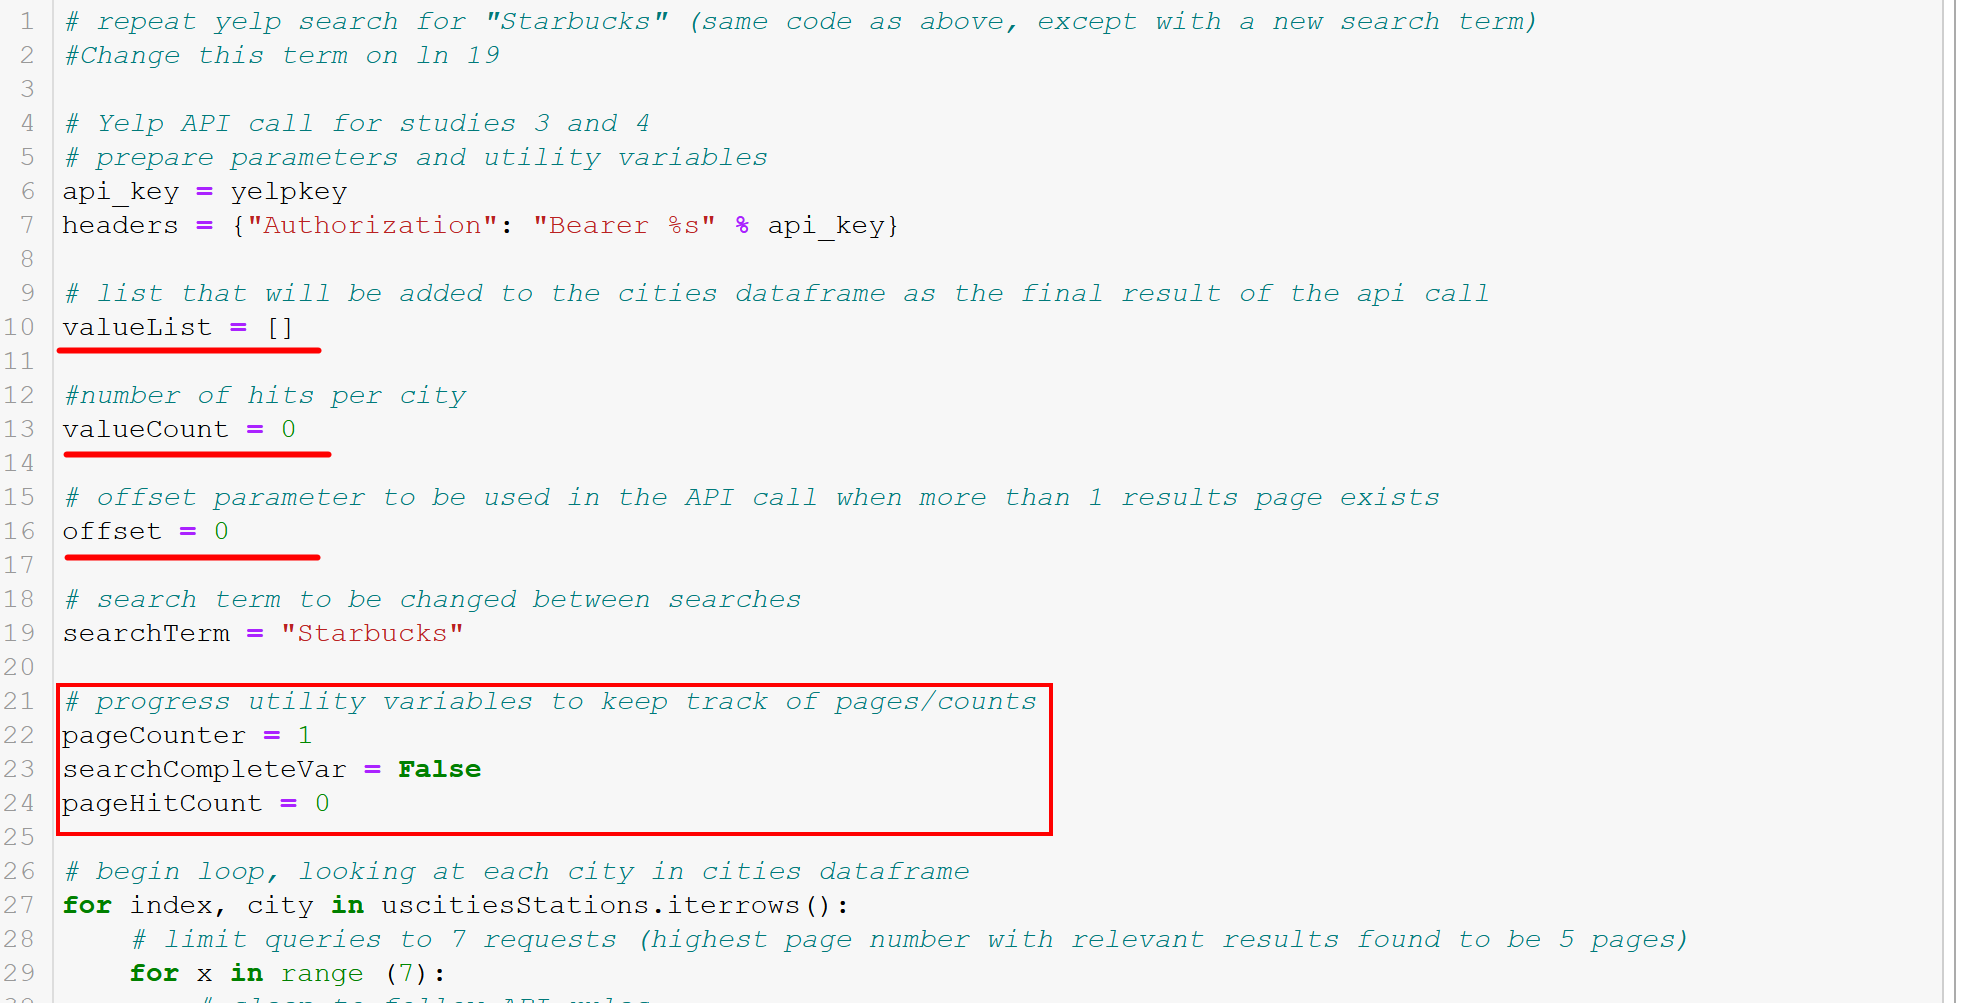 1 # repeat yelp search for "Starbucks" (same code as above, except with a new search term)
2 #Change this term on ln 19
3
4 # Yelp API call for studies 3 and 4
5 # prepare parameters and utility variables
6 api_key = yelpkey
7 headers = {"Authorization": "Bearer %s" % api_key}
8
9 # list that will be added to the cities dataframe as the final result of the api call
10 valueList = []
11
12 #number of hits per city
13 valueCount = 0
14
15 # offset parameter to be used in the API call when more than 1 results page exists
16 offset = 0
17
18 # search term to be changed between searches
19 searchTerm = "Starbucks"
20
21 # progress utility variables to keep track of pages/counts
22 pageCounter = 1
23 searchCompleteVar = False
24 pageHitCount = 0
25
26 # begin loop, looking at each city in cities dataframe
27 for index, city in uscitiesStations.iterrows():
28     # limit queries to 7 requests (highest page number with relevant results found to be 5 pages)
29     for x in range (7):